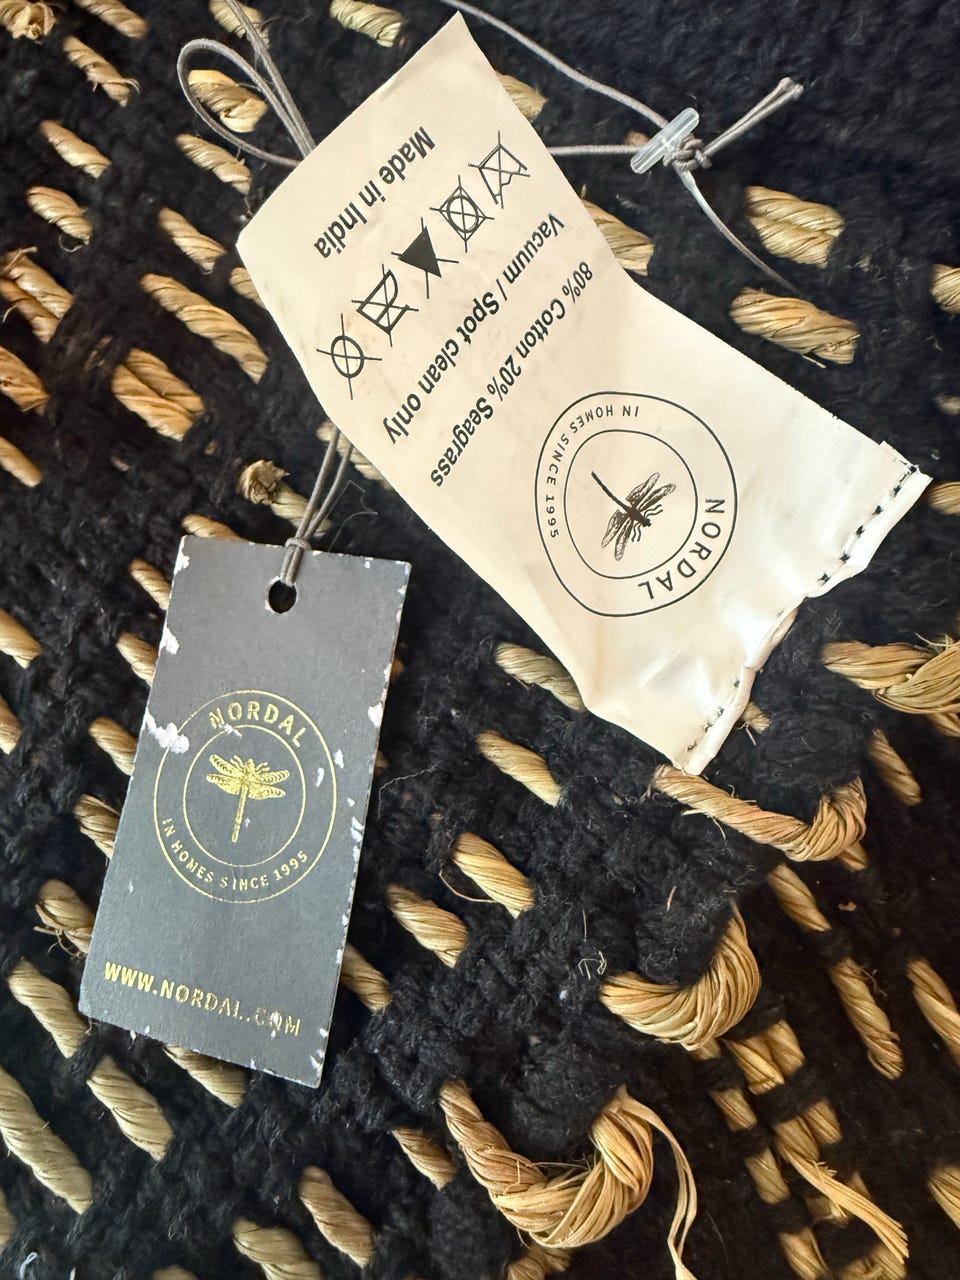 NORDAL
IN HOMES SINCE 1995
80% Cotton 20% Seagrass
Vacuum / Spot clean only
Made in India
NORDAL
IN HOMES SINCE 1995
WWW.NORDAL.COM